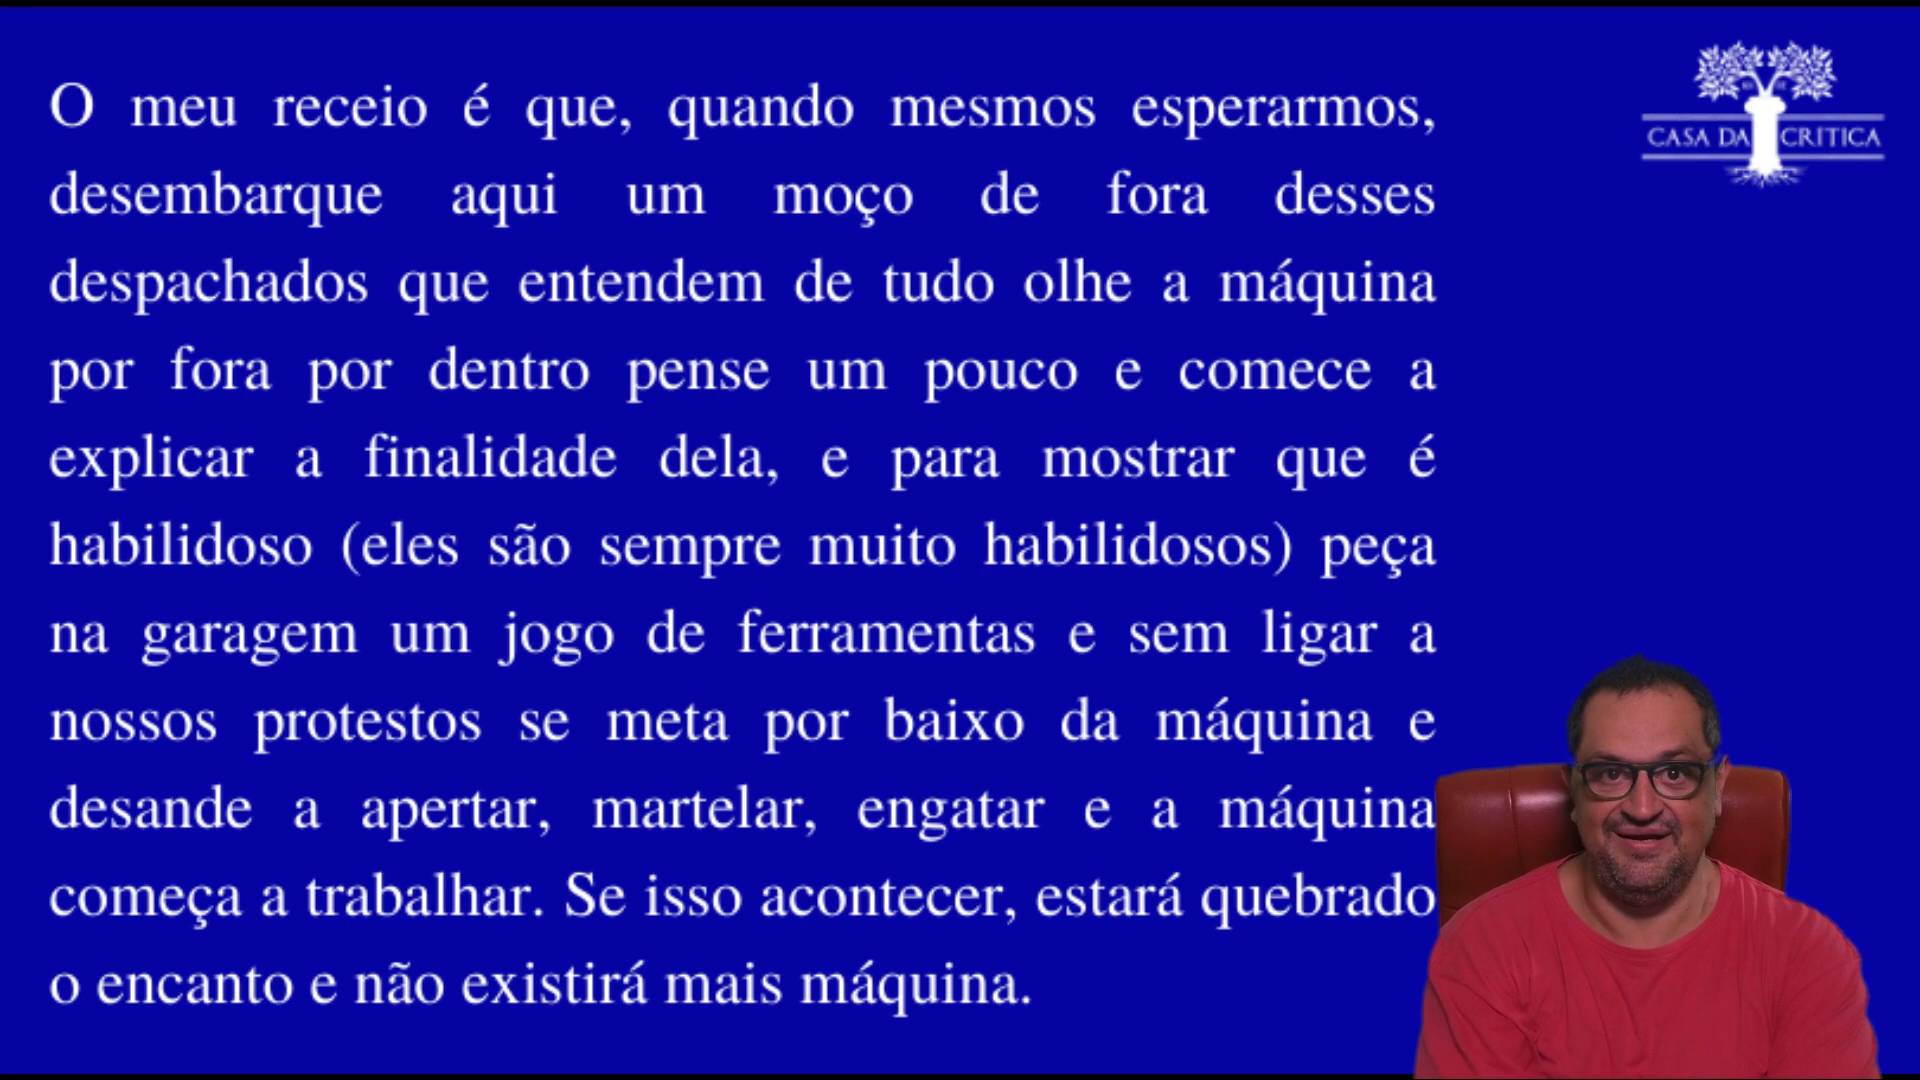 O meu receio é que, quando mesmos esperarmos,
desembarque aqui um moço de fora desses
despachados que entendem de tudo olhe a máquina
por fora por dentro pense um pouco e comece a
explicar a finalidade dela, e para mostrar que é
habilidoso (eles são sempre muito habilidosos) peça
na garagem um jogo de ferramentas e sem ligar a
nossos protestos se meta por baixo da máquina e
desande a apertar, martelar, engatar e a máquina
começa a trabalhar. Se isso acontecer, estará quebrado
o encanto e não existirá mais máquina.
CASA DA CRITICA